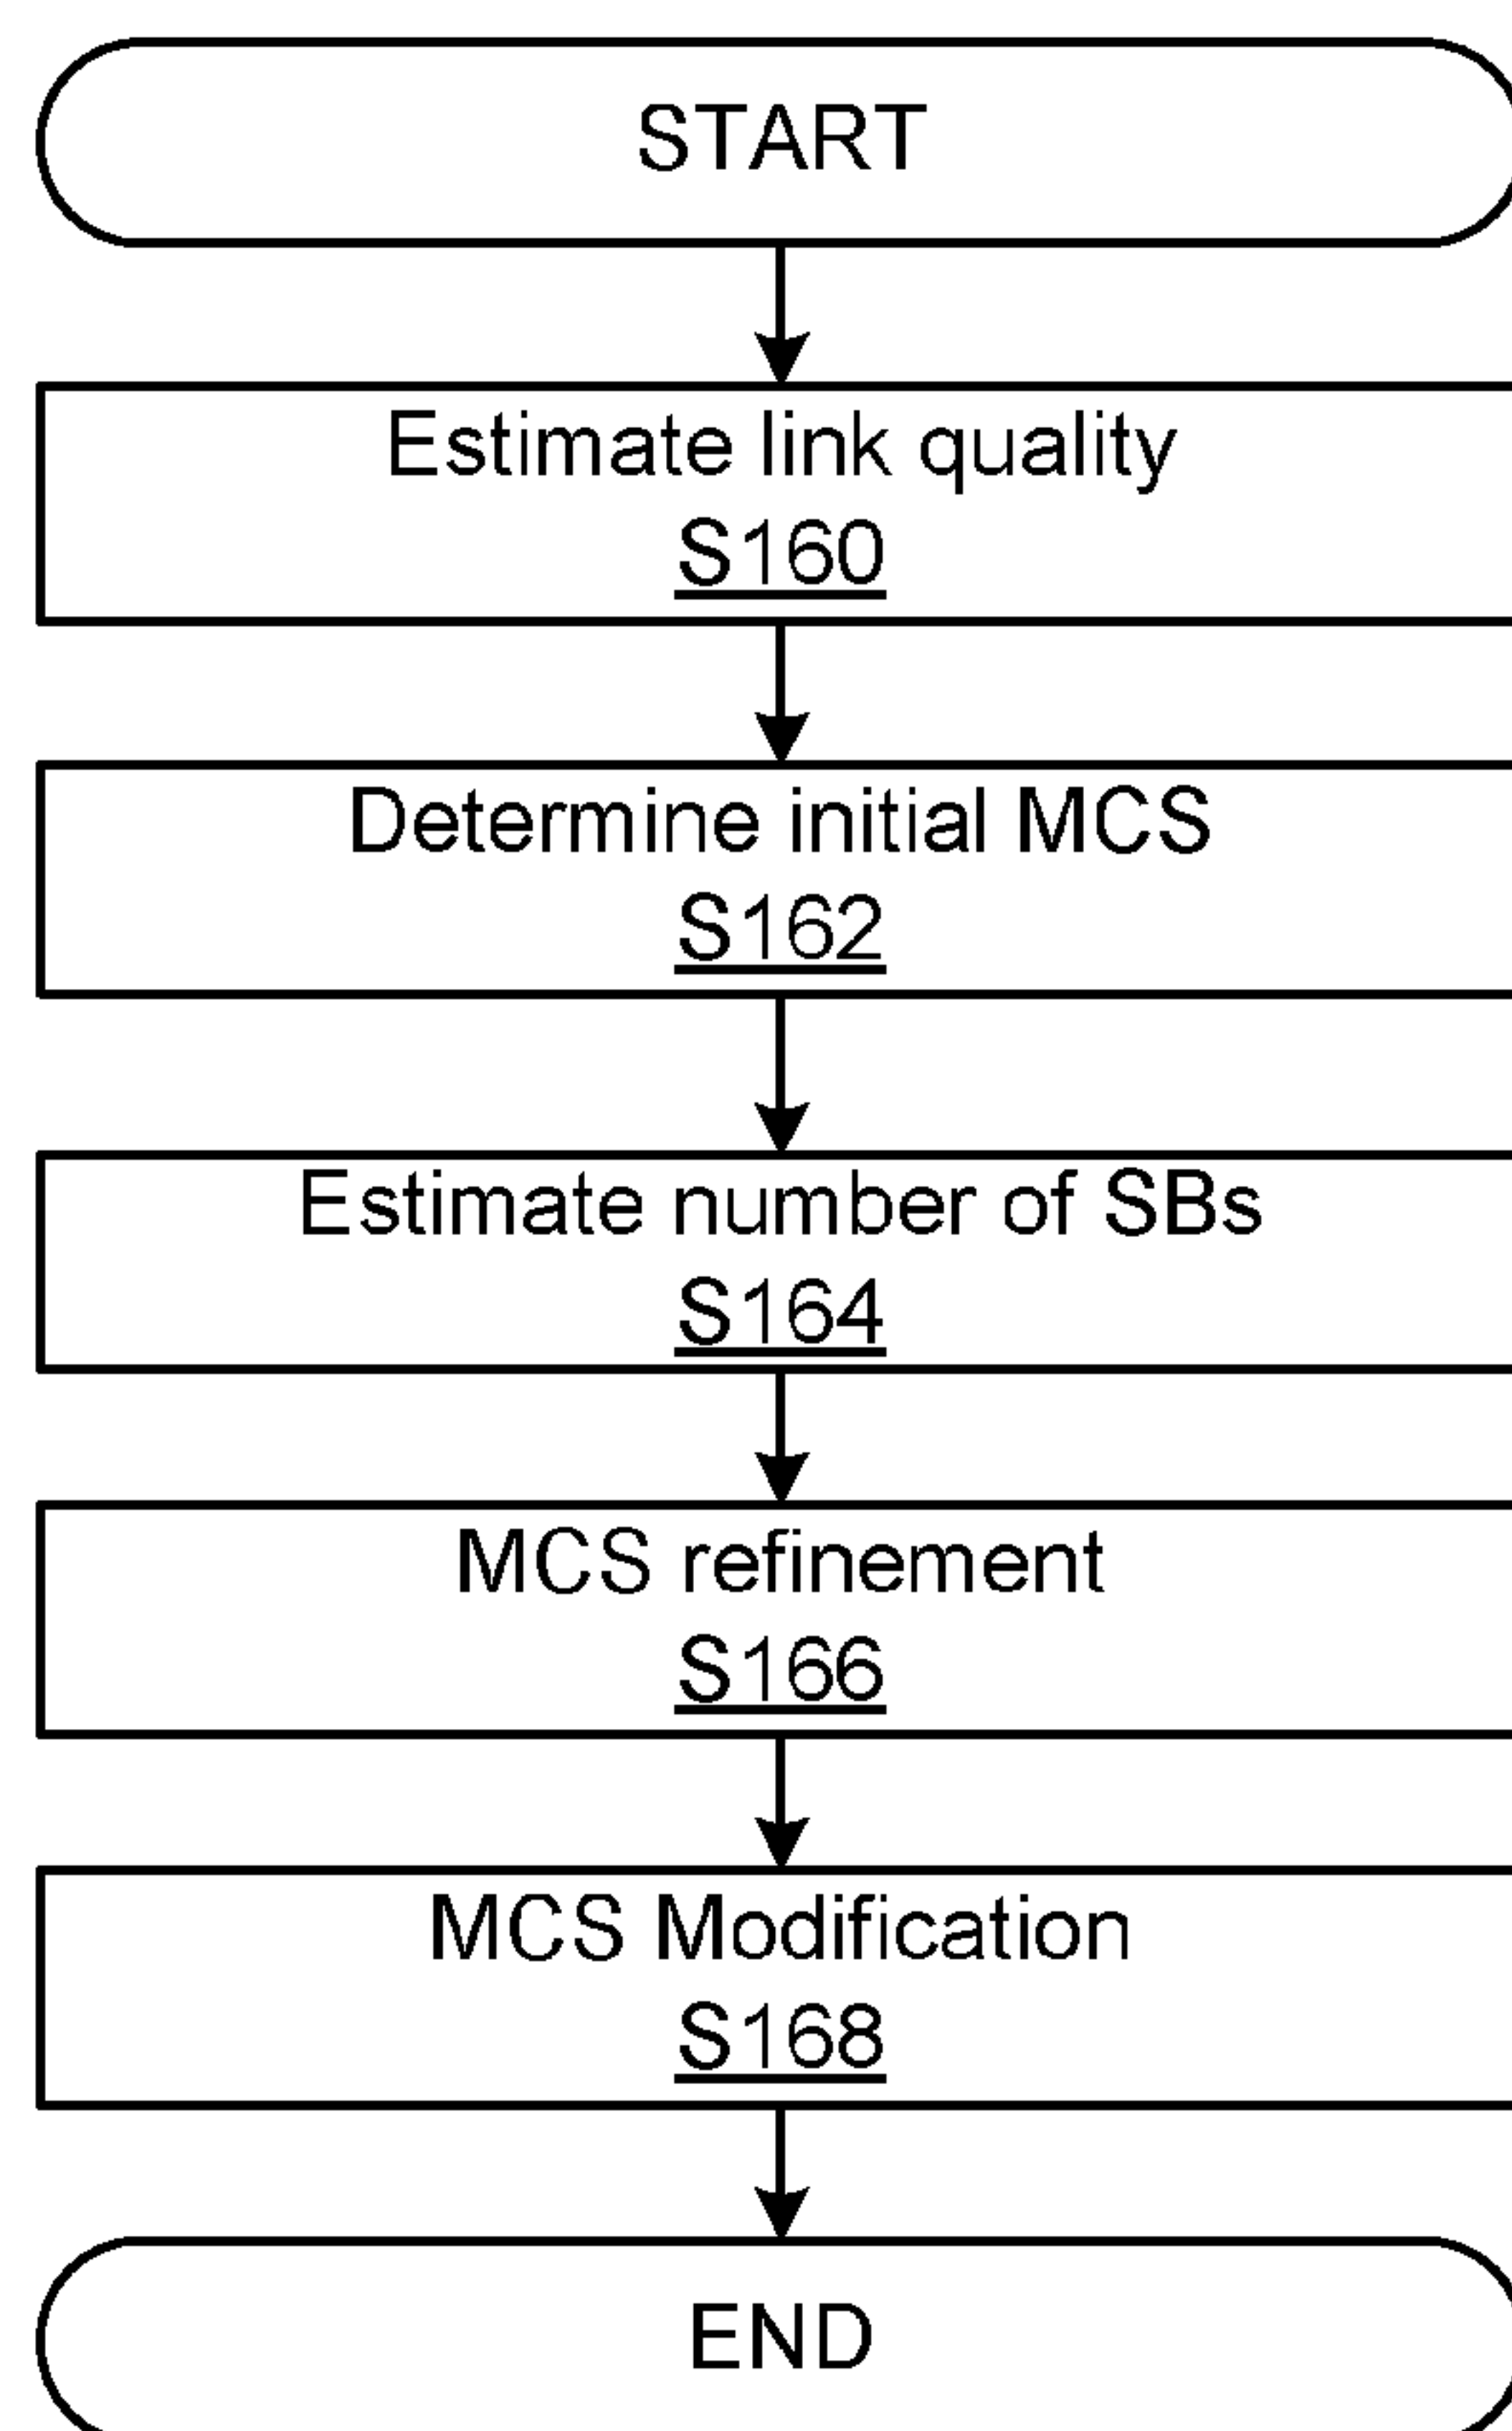 START
Estimate link quality
S160
Determine initial MCS
S162
Estimate number of SBs
S164
MCS refinement
S166
MCS Modification
S168
END